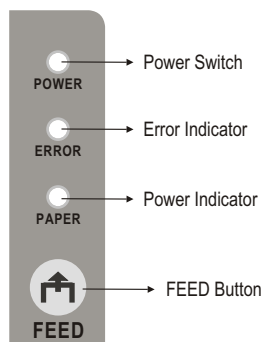 Power Switch
POWER
Error Indicator
ERROR
Power Indicator
PAPER
FEED Button
FEED